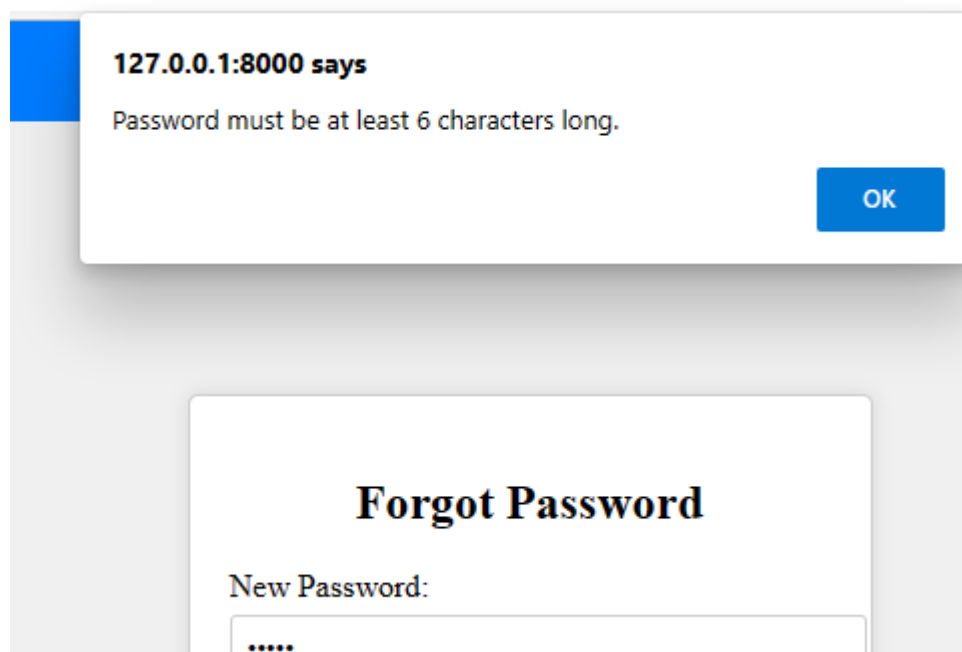 127.0.0.1:8000 says
Password must be at least 6 characters long.
OK
Forgot Password
New Password:
•••••